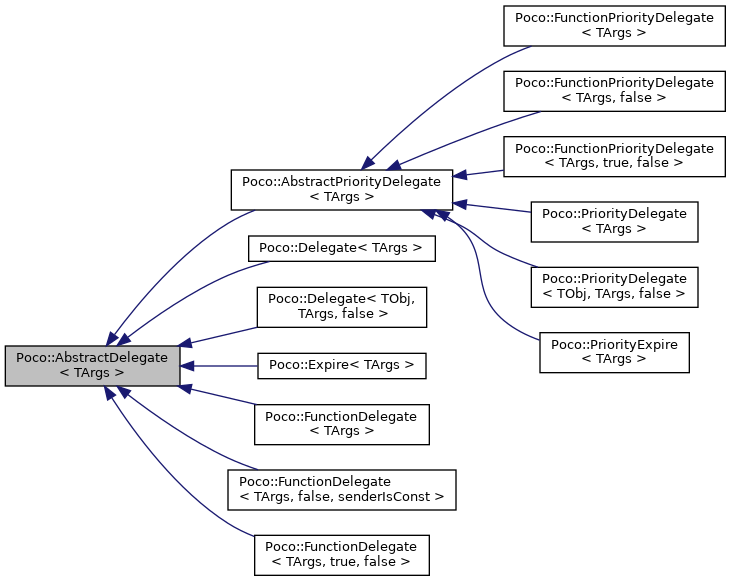 Poco::FunctionPriorityDelegate
< TArgs >
Poco::FunctionPriorityDelegate
< TArgs, false >
Poco::FunctionPriorityDelegate
< TArgs, true, false >
Poco::AbstractPriorityDelegate
< TArgs >
Poco::PriorityDelegate
< TArgs >
Poco::Delegate< TArgs >
Poco::PriorityDelegate
< TObj, TArgs, false >
Poco::Delegate< TObj,
TArgs, false >
Poco::PriorityExpire
< TArgs >
Poco::AbstractDelegate
< TArgs >
Poco::Expire< TArgs >
Poco::FunctionDelegate
< TArgs >
Poco::FunctionDelegate
< TArgs, false, senderIsConst >
Poco::FunctionDelegate
< TArgs, true, false >